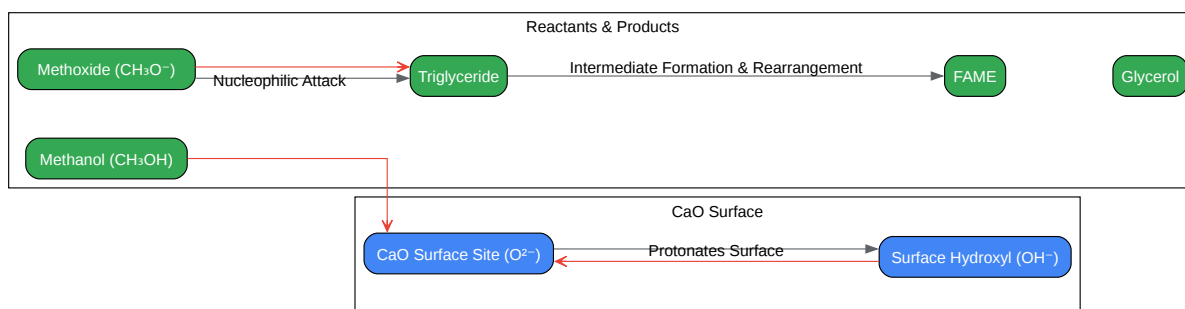 Reactants & Products
Methoxide (CH₃O⁻)
Nucleophilic Attack
Triglyceride
Intermediate Formation & Rearrangement
FAME
Glycerol
Methanol (CH₃OH)
CaO Surface
CaO Surface Site (O²⁻)
Protonates Surface
Surface Hydroxyl (OH⁻)